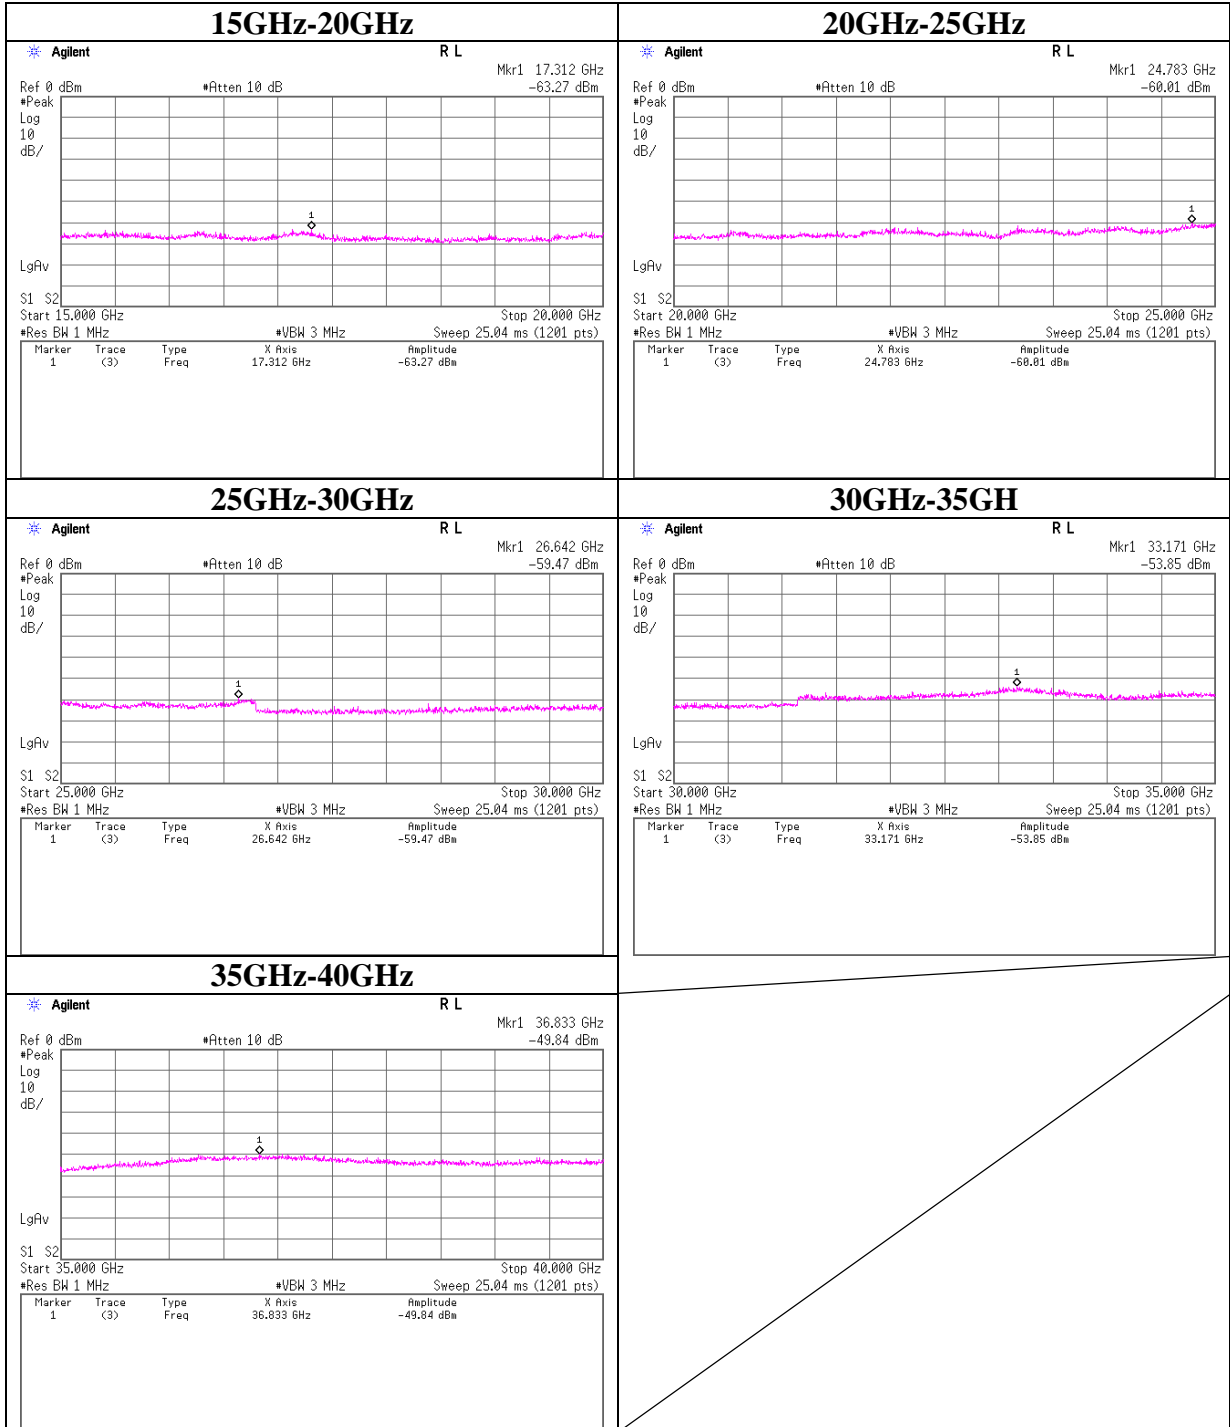 15GHz-20GHz
Agilent R L
Mkr1 17.312 GHz
Ref 0 dBm #Atten 10 dB -63.27 dBm
#Peak
Log
10
dB/
1
LgAv
S1 S2
Start 15.000 GHz Stop 20.000 GHz
#Res BW 1 MHz #VBW 3 MHz Sweep 25.04 ms (1201 pts)
Marker Trace Type X Axis Amplitude
1 (3) Freq 17.312 GHz -63.27 dBm
20GHz-25GHz
Agilent R L
Mkr1 24.783 GHz
Ref 0 dBm #Atten 10 dB -60.01 dBm
#Peak
Log
10
dB/
1
LgAv
S1 S2
Start 20.000 GHz Stop 25.000 GHz
#Res BW 1 MHz #VBW 3 MHz Sweep 25.04 ms (1201 pts)
Marker Trace Type X Axis Amplitude
1 (3) Freq 24.783 GHz -60.01 dBm
25GHz-30GHz
Agilent R L
Mkr1 26.642 GHz
Ref 0 dBm #Atten 10 dB -59.47 dBm
#Peak
Log
10
dB/
1
LgAv
S1 S2
Start 25.000 GHz Stop 30.000 GHz
#Res BW 1 MHz #VBW 3 MHz Sweep 25.04 ms (1201 pts)
Marker Trace Type X Axis Amplitude
1 (3) Freq 26.642 GHz -59.47 dBm
30GHz-35GH
Agilent R L
Mkr1 33.171 GHz
Ref 0 dBm #Atten 10 dB -53.85 dBm
#Peak
Log
10
dB/
1
LgAv
S1 S2
Start 30.000 GHz Stop 35.000 GHz
#Res BW 1 MHz #VBW 3 MHz Sweep 25.04 ms (1201 pts)
Marker Trace Type X Axis Amplitude
1 (3) Freq 33.171 GHz -53.85 dBm
35GHz-40GHz
Agilent R L
Mkr1 36.833 GHz
Ref 0 dBm #Atten 10 dB -49.84 dBm
#Peak
Log
10
dB/
1
LgAv
S1 S2
Start 35.000 GHz Stop 40.000 GHz
#Res BW 1 MHz #VBW 3 MHz Sweep 25.04 ms (1201 pts)
Marker Trace Type X Axis Amplitude
1 (3) Freq 36.833 GHz -49.84 dBm